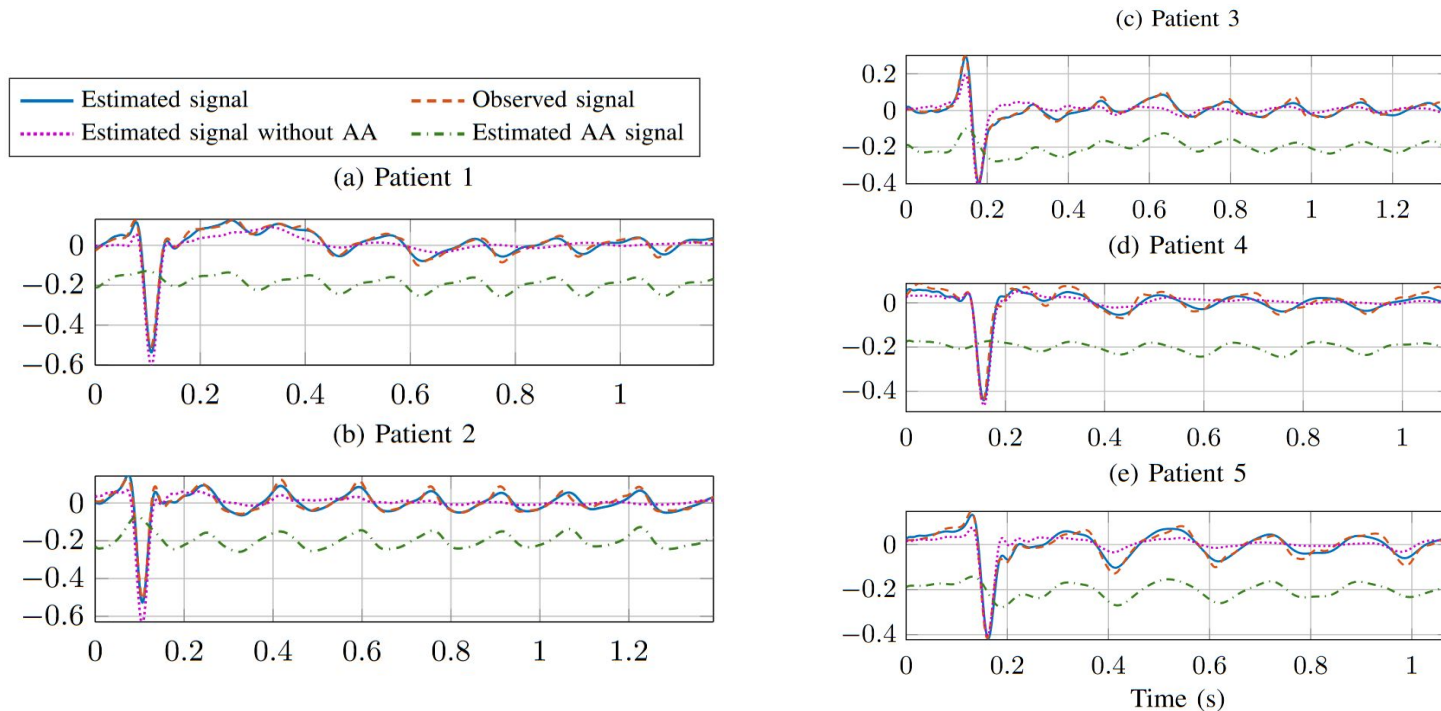 Estimated signal
Observed signal
Estimated signal without AA
Estimated AA signal
(a) Patient 1
0
−0.2
−0.4
−0.6
0 0.2 0.4 0.6 0.8 1
(b) Patient 2
0
−0.2
−0.4
−0.6
0 0.2 0.4 0.6 0.8 1 1.2
(c) Patient 3
0.2
0
−0.2
−0.4
0 0.2 0.4 0.6 0.8 1 1.2
(d) Patient 4
0
−0.2
−0.4
0 0.2 0.4 0.6 0.8 1
(e) Patient 5
0
−0.2
−0.4
0 0.2 0.4 0.6 0.8 1
Time (s)